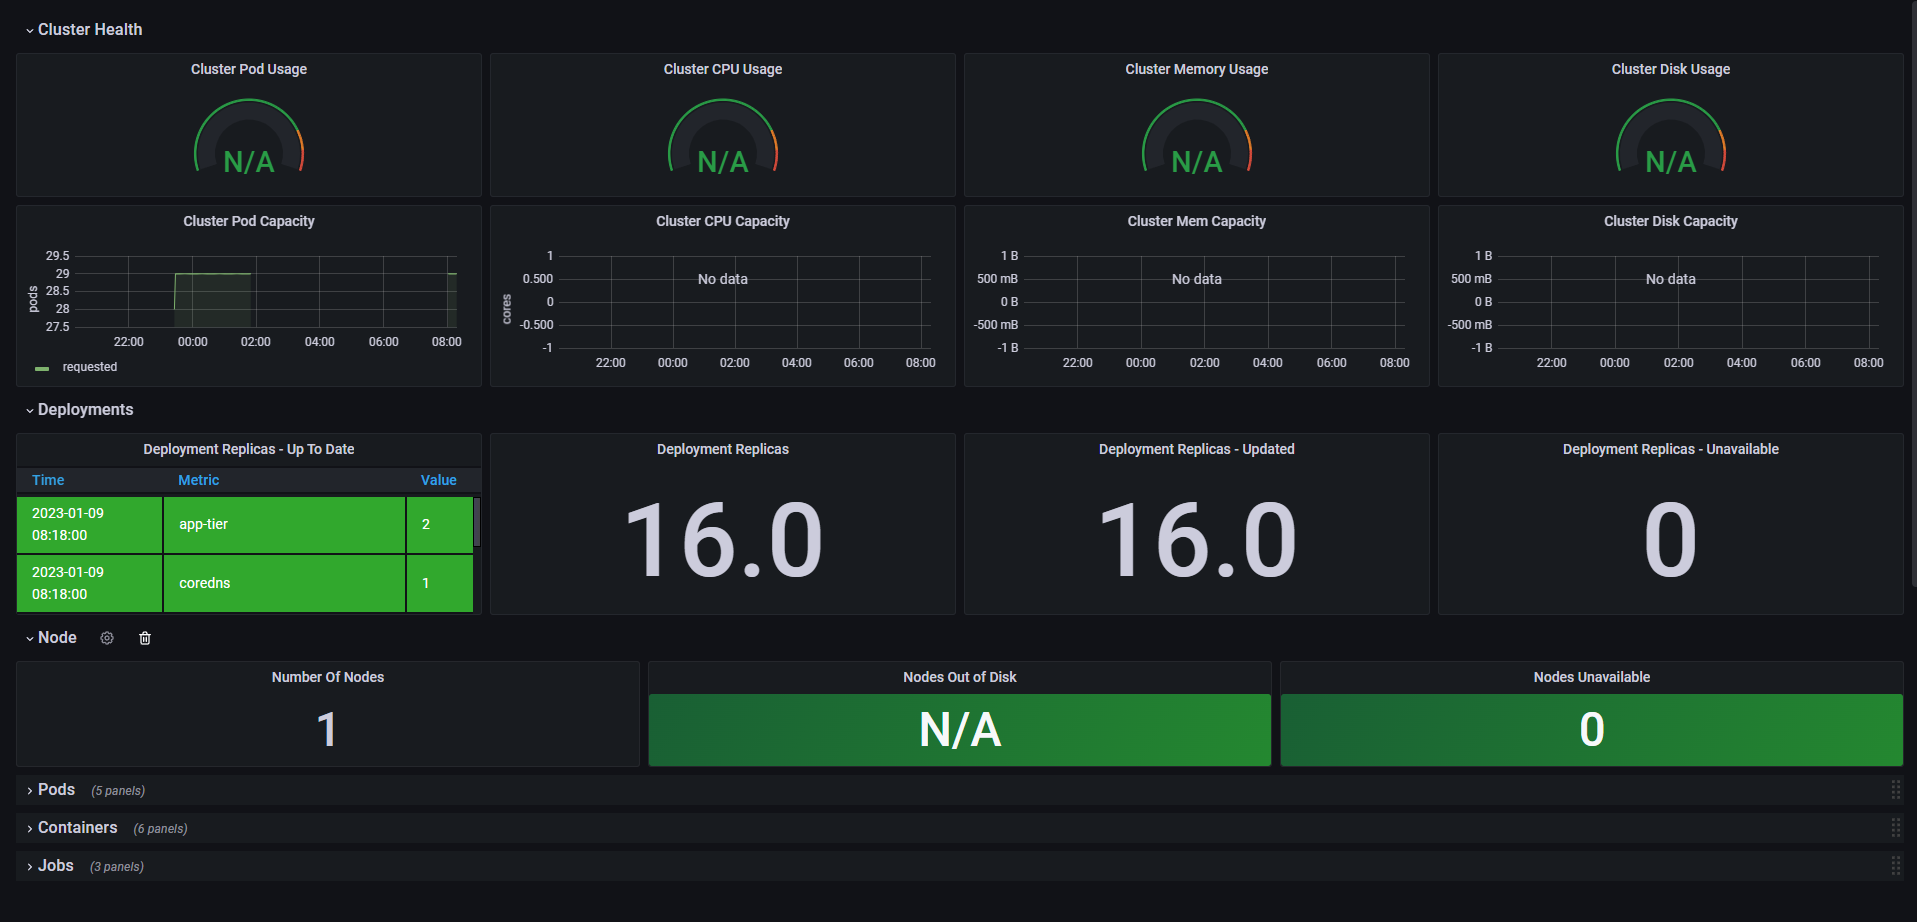 Cluster Health
Cluster Pod Usage
N/A
Cluster CPU Usage
N/A
Cluster Memory Usage
N/A
Cluster Disk Usage
N/A
Cluster Pod Capacity
pods
29.5
29
28.5
28
27.5
22:00 00:00 02:00 04:00 06:00 08:00
requested
Cluster CPU Capacity
cores
1
0.500
0
-0.500
-1
No data
22:00 00:00 02:00 04:00 06:00 08:00
Cluster Mem Capacity
1 B
500 mB
0 B
-500 mB
-1 B
No data
22:00 00:00 02:00 04:00 06:00 08:00
Cluster Disk Capacity
1 B
500 mB
0 B
-500 mB
-1 B
No data
22:00 00:00 02:00 04:00 06:00 08:00
Deployments
Deployment Replicas - Up To Date
Time Metric Value
2023-01-09
08:18:00
app-tier
2
2023-01-09
08:18:00
coredns
1
Deployment Replicas
16.0
Deployment Replicas - Updated
16.0
Deployment Replicas - Unavailable
0
Node
Number Of Nodes
1
Nodes Out of Disk
N/A
Nodes Unavailable
0
Pods (5 panels)
Containers (6 panels)
Jobs (3 panels)